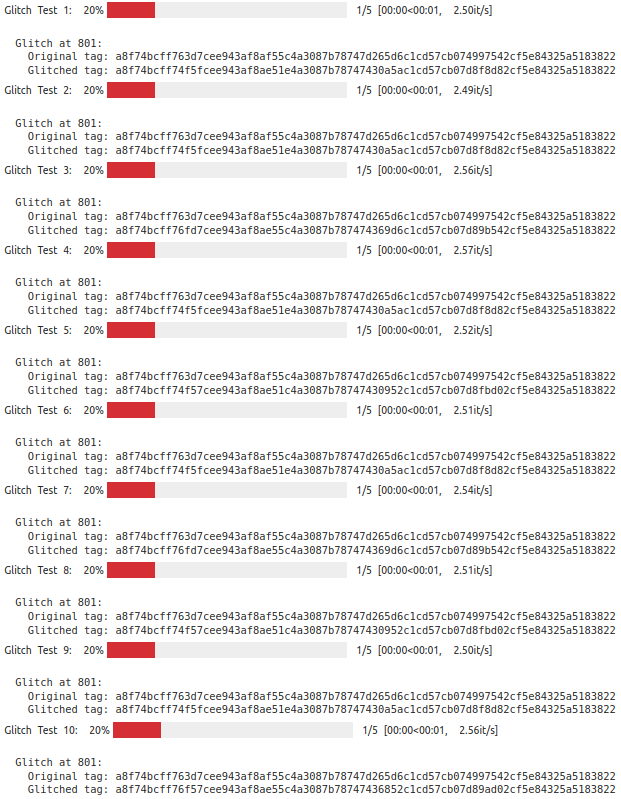 Glitch Test 1: 20% 1/5 [00:00<00:01, 2.50it/s]
Glitch at 801:
Original tag: a8f74bcff763d7cee943af8af55c4a3087b78747d265d6c1cd57cb074997542cf5e84325a5183822
Glitched tag: a8f74bcff74f5fcee943af8ae51e4a3087b78747430a5ac1cd57cb07d8f8d82cf5e84325a5183822
Glitch Test 2: 20% 1/5 [00:00<00:01, 2.49it/s]
Glitch at 801:
Original tag: a8f74bcff763d7cee943af8af55c4a3087b78747d265d6c1cd57cb074997542cf5e84325a5183822
Glitched tag: a8f74bcff74f5fcee943af8ae51e4a3087b78747430a5ac1cd57cb07d8f8d82cf5e84325a5183822
Glitch Test 3: 20% 1/5 [00:00<00:01, 2.56it/s]
Glitch at 801:
Original tag: a8f74bcff763d7cee943af8af55c4a3087b78747d265d6c1cd57cb074997542cf5e84325a5183822
Glitched tag: a8f74bcff76fd7cee943af8ae55c4a3087b787474369d6c1cd57cb07d89b542cf5e84325a5183822
Glitch Test 4: 20% 1/5 [00:00<00:01, 2.57it/s]
Glitch at 801:
Original tag: a8f74bcff763d7cee943af8af55c4a3087b78747d265d6c1cd57cb074997542cf5e84325a5183822
Glitched tag: a8f74bcff74f5fcee943af8ae51e4a3087b78747430a5ac1cd57cb07d8f8d82cf5e84325a5183822
Glitch Test 5: 20% 1/5 [00:00<00:01, 2.52it/s]
Glitch at 801:
Original tag: a8f74bcff763d7cee943af8af55c4a3087b78747d265d6c1cd57cb074997542cf5e84325a5183822
Glitched tag: a8f74bcff74f57cee943af8ae51c4a3087b78747430952c1cd57cb07d8fbd02cf5e84325a5183822
Glitch Test 6: 20% 1/5 [00:00<00:01, 2.51it/s]
Glitch at 801:
Original tag: a8f74bcff763d7cee943af8af55c4a3087b78747d265d6c1cd57cb074997542cf5e84325a5183822
Glitched tag: a8f74bcff74f5fcee943af8ae51e4a3087b78747430a5ac1cd57cb07d8f8d82cf5e84325a5183822
Glitch Test 7: 20% 1/5 [00:00<00:01, 2.54it/s]
Glitch at 801:
Original tag: a8f74bcff763d7cee943af8af55c4a3087b78747d265d6c1cd57cb074997542cf5e84325a5183822
Glitched tag: a8f74bcff76fd7cee943af8ae55c4a3087b787474369d6c1cd57cb07d89b542cf5e84325a5183822
Glitch Test 8: 20% 1/5 [00:00<00:01, 2.51it/s]
Glitch at 801:
Original tag: a8f74bcff763d7cee943af8af55c4a3087b78747d265d6c1cd57cb074997542cf5e84325a5183822
Glitched tag: a8f74bcff74f57cee943af8ae51c4a3087b78747430952c1cd57cb07d8fbd02cf5e84325a5183822
Glitch Test 9: 20% 1/5 [00:00<00:01, 2.50it/s]
Glitch at 801:
Original tag: a8f74bcff763d7cee943af8af55c4a3087b78747d265d6c1cd57cb074997542cf5e84325a5183822
Glitched tag: a8f74bcff74f5fcee943af8ae51e4a3087b78747430a5ac1cd57cb07d8f8d82cf5e84325a5183822
Glitch Test 10: 20% 1/5 [00:00<00:01, 2.56it/s]
Glitch at 801:
Original tag: a8f74bcff763d7cee943af8af55c4a3087b78747d265d6c1cd57cb074997542cf5e84325a5183822
Glitched tag: a8f74bcff76f57cee943af8ae55c4a3087b787474436852c1cd57cb07d89ad02cf5e84325a5183822